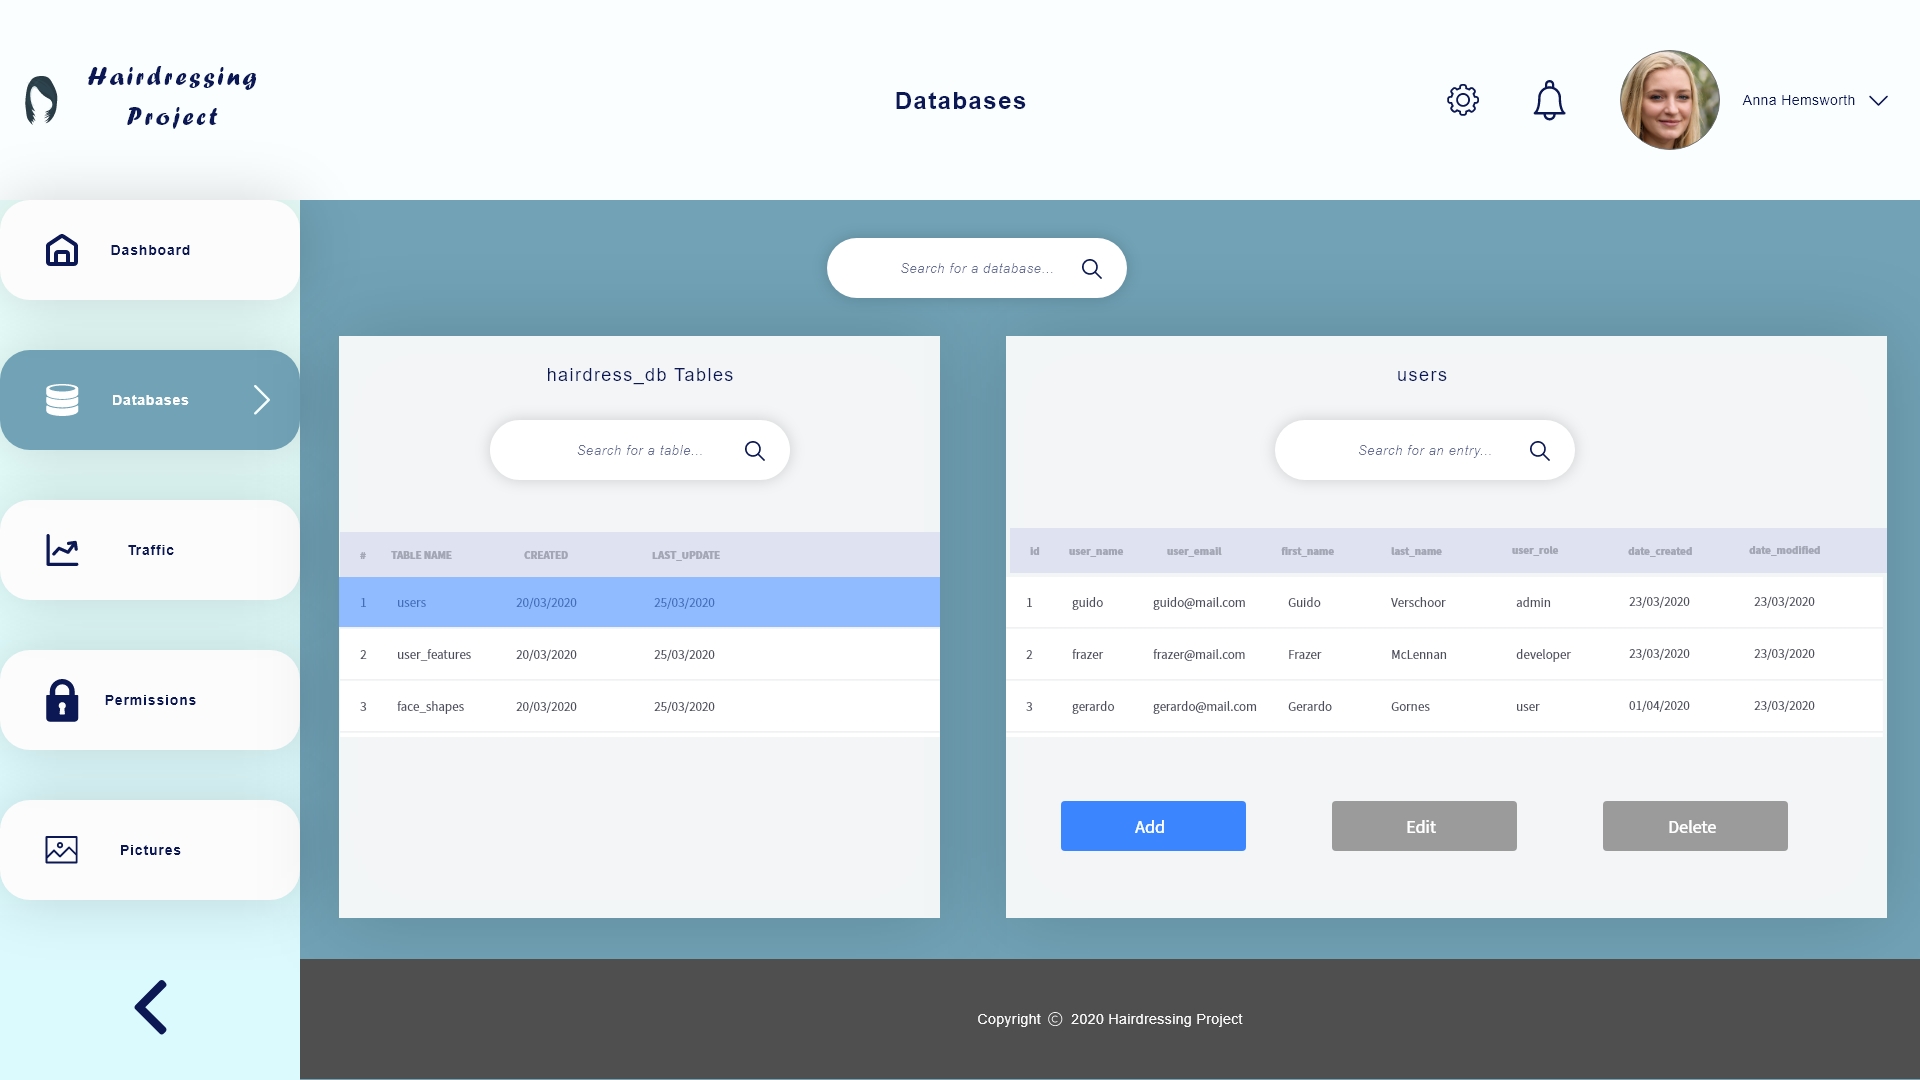 Hairdressing
Project
Databases
Anna Hemsworth
Dashboard
Databases
Traffic
Permissions
Pictures
Search for a database...
hairdress_db Tables
Search for a table...
# TABLE NAME CREATED LAST_UPDATE
1 users 20/03/2020 25/03/2020
2 user_features 20/03/2020 25/03/2020
3 face_shapes 20/03/2020 25/03/2020
users
Search for an entry...
id user_name user_email first_name last_name user_role date_created date_modified
1 guido guido@mail.com Guido Verschoor admin 23/03/2020 23/03/2020
2 frazer frazer@mail.com Frazer McLennan developer 23/03/2020 23/03/2020
3 gerardo gerardo@mail.com Gerardo Gornes user 01/04/2020 23/03/2020
Add Edit Delete
Copyright © 2020 Hairdressing Project